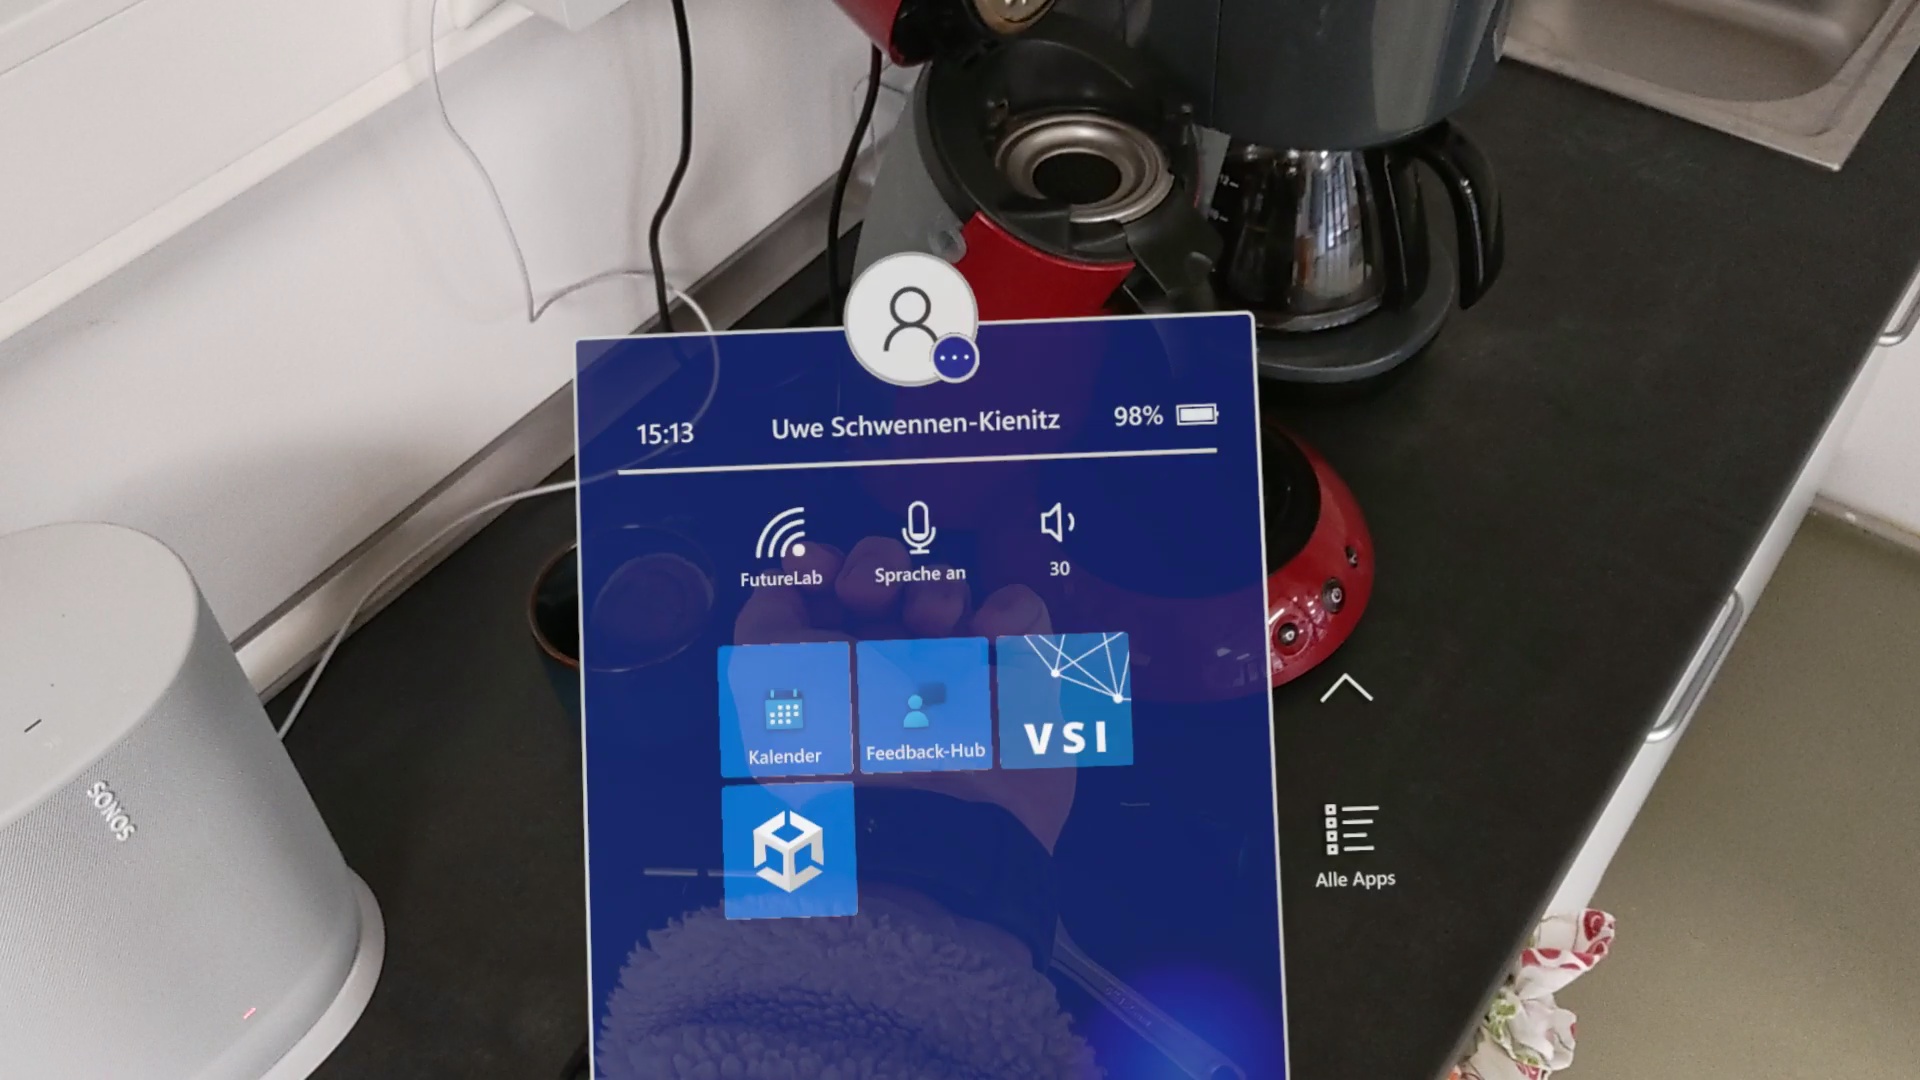 15:13
Uwe Schwennen-Kienitz
98%
FutureLab
Sprache an
30
Kalender
Feedback-Hub
VSI
Alle Apps
SONOS